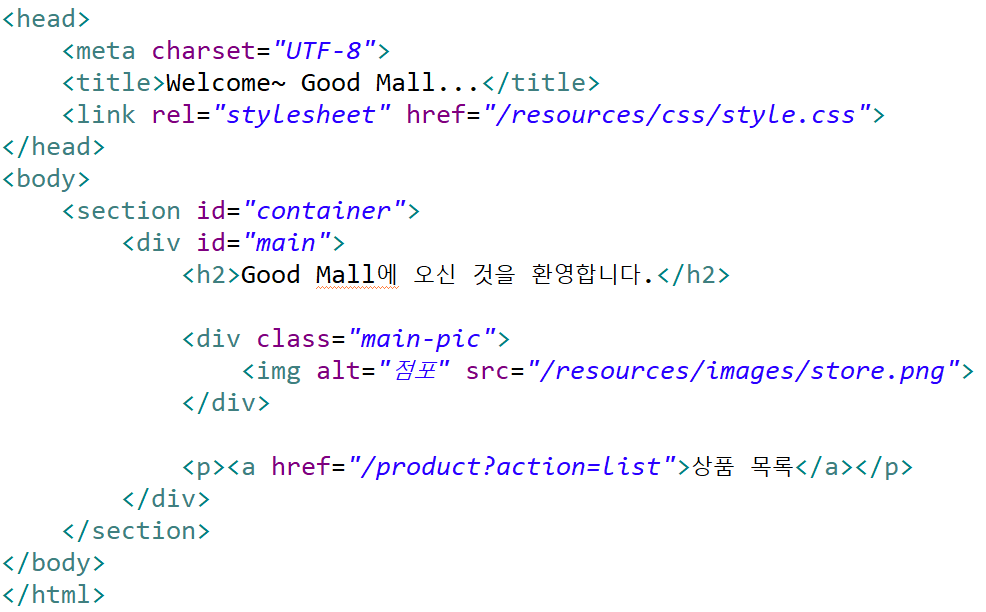 <head>
    <meta charset="UTF-8">
    <title>Welcome~ Good Mall...</title>
    <link rel="stylesheet" href="/resources/css/style.css">
</head>
<body>
    <section id="container">
        <div id="main">
            <h2>Good Mall에 오신 것을 환영합니다.</h2>

            <div class="main-pic">
                <img alt="점포" src="/resources/images/store.png">
            </div>

            <p><a href="/product?action=list">상품 목록</a></p>
        </div>
    </section>
</body>
</html>